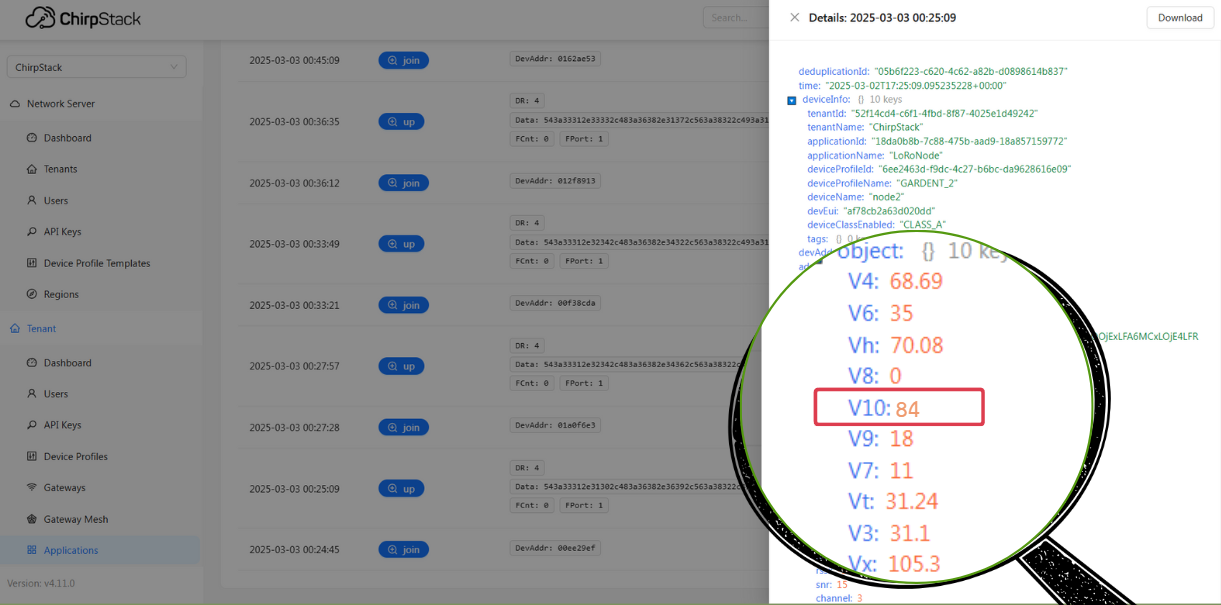 ChirpStack
Search...
ChirpStack
Network Server
Dashboard
Tenants
Users
API Keys
Device Profile Templates
Regions
Tenant
Dashboard
Users
API Keys
Device Profiles
Gateways
Gateway Mesh
Applications
Version: v4.11.0
2025-03-03 00:45:09 join DevAddr: 0162ae53
DR: 4
2025-03-03 00:36:35 up Data: 543a33312e33332c483a36382e31372c563a38322c493a31
FCnt: 0 FPort: 1
2025-03-03 00:36:12 join DevAddr: 012f8913
DR: 4
2025-03-03 00:33:49 up Data: 543a33312e32342c483a36382e34322c563a38322c493a31
FCnt: 0 FPort: 1
2025-03-03 00:33:21 join DevAddr: 00f38cda
DR: 4
2025-03-03 00:27:57 up Data: 543a33312e32342c483a36382e34362c563a38322c
FCnt: 0 FPort: 1
2025-03-03 00:27:28 join DevAddr: 01a0f6e3
DR: 4
2025-03-03 00:25:09 up Data: 543a33312e31302c483a36382e36392c563a38322c
FCnt: 0 FPort: 1
2025-03-03 00:24:45 join DevAddr: 00ee29ef
Details: 2025-03-03 00:25:09
Download
deduplicationId: "05b6f223-c620-4c62-a82b-d0898614b837"
time: "2025-03-02T17:25:09.095235228+00:00"
deviceInfo: {} 10 keys
tenantId: "52f14cd4-c6f1-4fbd-8f87-4025e1d49242"
tenantName: "ChirpStack"
applicationId: "18da0b8b-7c88-475b-aad9-18a857159772"
applicationName: "LoRoNode"
deviceProfileId: "6ee2463d-f9dc-4c27-b6bc-da9628616e09"
deviceProfileName: "GARDENT_2"
deviceName: "node2"
devEui: "af78cb2a63d020dd"
deviceClassEnabled: "CLASS_A"
tags: {} 0
object: {} 10 key
V4: 68.69
V6: 35
Vh: 70.08
OjExLFA6MCxLOjE4LFR
V8: 0
V10: 84
V9: 18
V7: 11
Vt: 31.24
V3: 31.1
Vx: 105.3
snr: 15
channel: 3